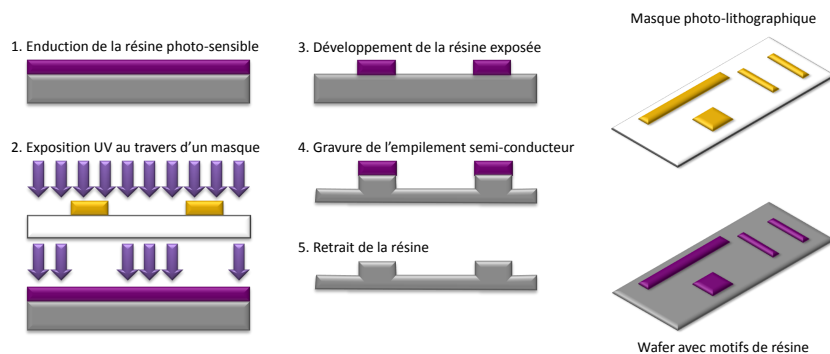 1. Enduction de la résine photo-sensible
2. Exposition UV au travers d'un masque
3. Développement de la résine exposée
4. Gravure de l'empilement semi-conducteur
5. Retrait de la résine
Masque photo-lithographique
Wafer avec motifs de résine